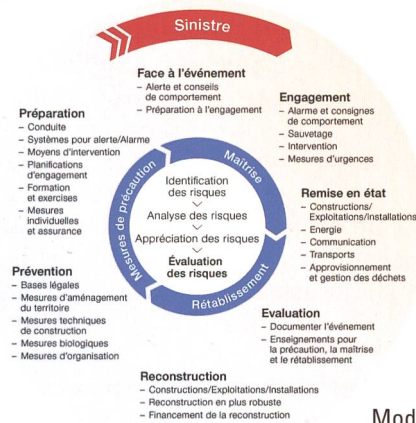 Sinistre
Face à l'événement
– Alerte et conseils
de comportement
– Préparation à l'engagement
Engagement
– Alarme et consignes
de comportement
– Sauvetage
– Intervention
– Mesures d'urgences
Remise en état
– Constructions/
Exploitations/Installations
– Energie
– Communication
– Transports
– Approvisionnement
et gestion des déchets
Evaluation
– Documenter l'événement
– Enseignements pour
la précaution, la maîtrise
et le rétablissement
Reconstruction
– Constructions/Exploitations/Installations
– Reconstruction en plus robuste
– Financement de la reconstruction
Prévention
– Bases légales
– Mesures d'aménagement
du territoire
– Mesures techniques
de construction
– Mesures biologiques
– Mesures d'organisation
Préparation
– Conduite
– Systèmes pour alerte/Alarme
– Moyens d'intervention
– Planifications
d'engagement
– Formation
et exercises
– Mesures
individuelles
et assurance
Maîtrise
Rétablissement
Mesures de précaution
Identification
des risques
Analyse des risques
Appréciation des risques
Évaluation
des risques
Mod